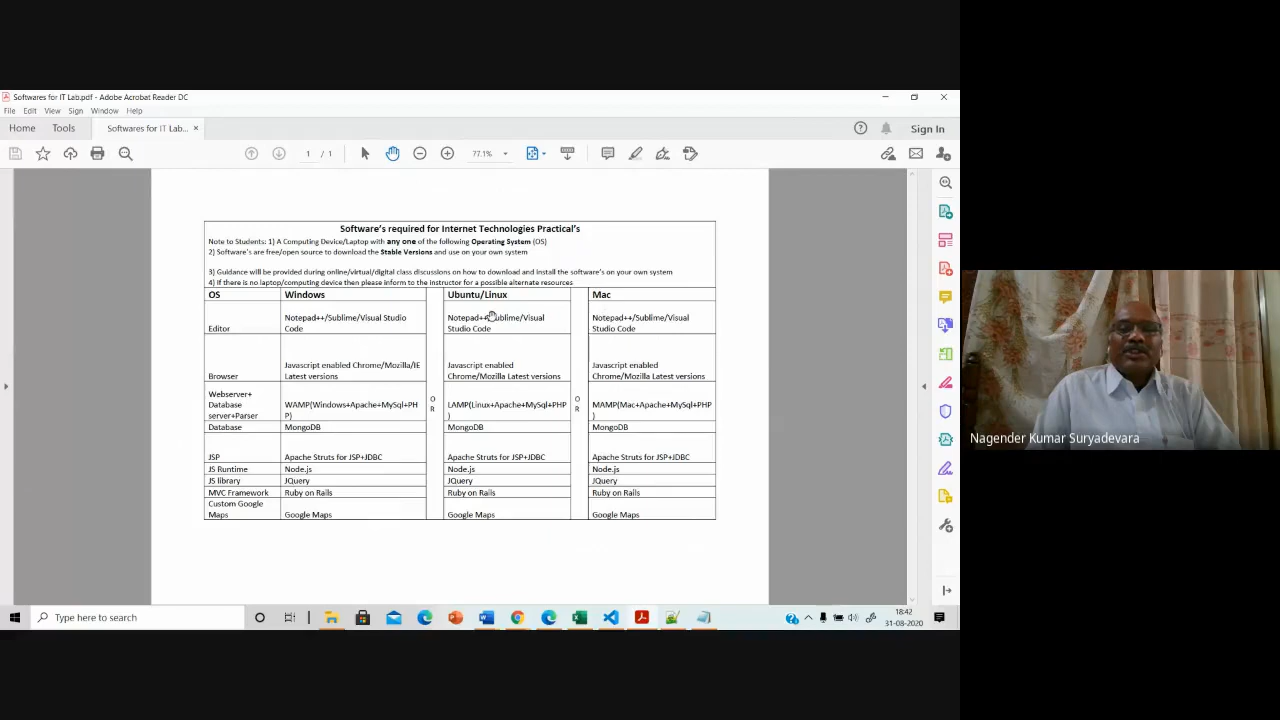 Softwares for IT Lab.pdf - Adobe Acrobat Reader DC
File Edit View Sign Window Help
Home Tools Softwares for IT Lab... × Sign In
1 / 1 77.1%
Software's required for Internet Technologies Practical's
Note to Students: 1) A Computing Device/Laptop with any one of the following Operating System (OS)
2) Software's are free/open source to download the Stable Versions and use on your own system
3) Guidance will be provided during online/virtual/digital class discussions on how to download and Install the software's on your own system
4) If there is no laptop/computing device then please inform to the Instructor for a possible alternate resources
OS Windows Ubuntu/Linux Mac
Notepad++/Sublime/Visual Studio Notepad++/Sublime/Visual Notepad++/Sublime/Visual
Editor Code Studio Code Studio Code
Javascript enabled Chrome/Mozilla/IE Javascript enabled Javascript enabled
Browser Latest versions Chrome/Mozilla Latest versions Chrome/Mozilla Latest versions
Webserver+
Database WAMP(Windows+Apache+MySql+PH O LAMP(Linux+Apache+MySql+PHP O MAMP(Mac+Apache+MySql+PHP
server+Parser P) R ) R )
Database MongoDB MongoDB MongoDB
JSP Apache Struts for JSP+JDBC Apache Struts for JSP+JDBC Apache Struts for JSP+JDBC
JS Runtime Node.js Node.js Node.js
JS library JQuery JQuery JQuery
MVC Framework Ruby on Rails Ruby on Rails Ruby on Rails
Custom Google
Maps Google Maps Google Maps Google Maps
Nagender Kumar Suryadevara
Type here to search
18:42
31-08-2020